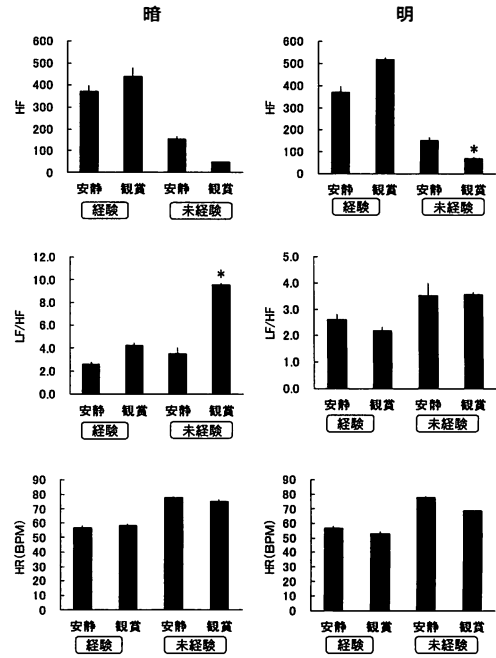 暗
明
600
500
400
300
200
100
0
HF
安静 観賞 安静 観賞
経験 未経験
600
500
400
300
200
100
0
HF
*
安静 観賞 安静 観賞
経験 未経験
12.0
10.0
8.0
6.0
4.0
2.0
0.0
LF/HF
*
安静 観賞 安静 観賞
経験 未経験
5.0
4.0
3.0
2.0
1.0
0.0
LF/HF
安静 観賞 安静 観賞
経験 未経験
90
80
70
60
50
40
30
20
10
0
HR(BPM)
安静 観賞 安静 観賞
経験 未経験
90
80
70
60
50
40
30
20
10
0
HR(BPM)
安静 観賞 安静 観賞
経験 未経験